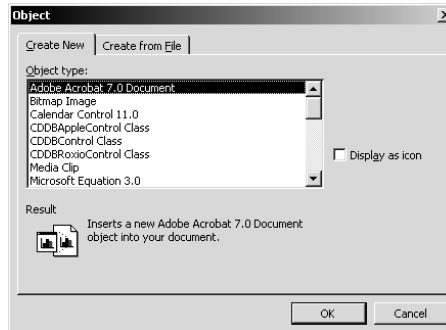 Object
Create New
Create from File
Object type:
Adobe Acrobat 7.0 Document
Bitmap Image
Calendar Control 11.0
CDDBAppleControl Class
CDDBControl Class
CDDBRoxioControl Class
Media Clip
Microsoft Equation 3.0
Display as icon
Result
Inserts a new Adobe Acrobat 7.0 Document
object into your document.
OK
Cancel